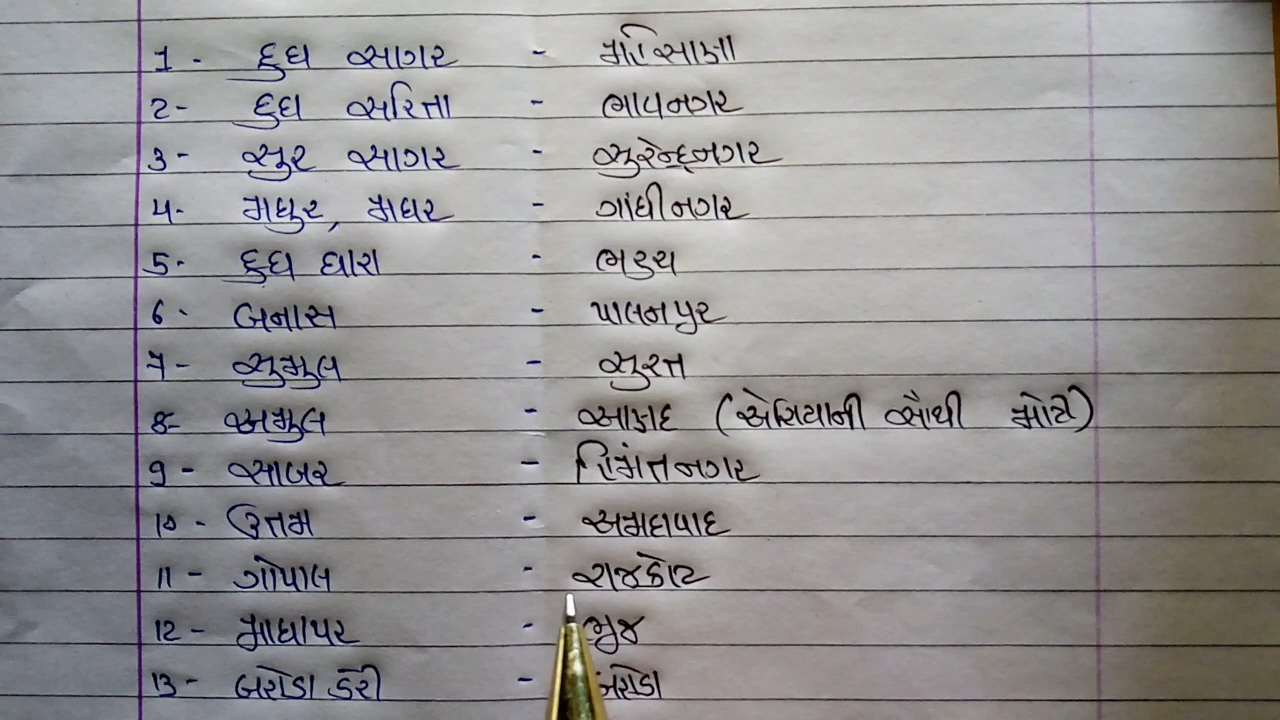 1 - દુધ સાગર - મહેસાણા
2 - દુધ સરિતા - ભાવનગર
3 - સુર સાગર - સુરેન્દ્રનગર
4 - મધુર, મધર - ગાંધીનગર
5 - દુધ ધારા - ભરુચ
6 - બનાસ - પાલનપુર
7 - સુમુલ - સુરત
8 - અમુલ - આણંદ (એશિયાની સૌથી મોટી)
9 - સાબર - હિંમતનગર
10 - ઉત્તમ - અમદાવાદ
11 - ગોપાલ - રાજકોટ
12 - માધાપર - ભુજ
13 - બરોડા ડેરી - બરોડા